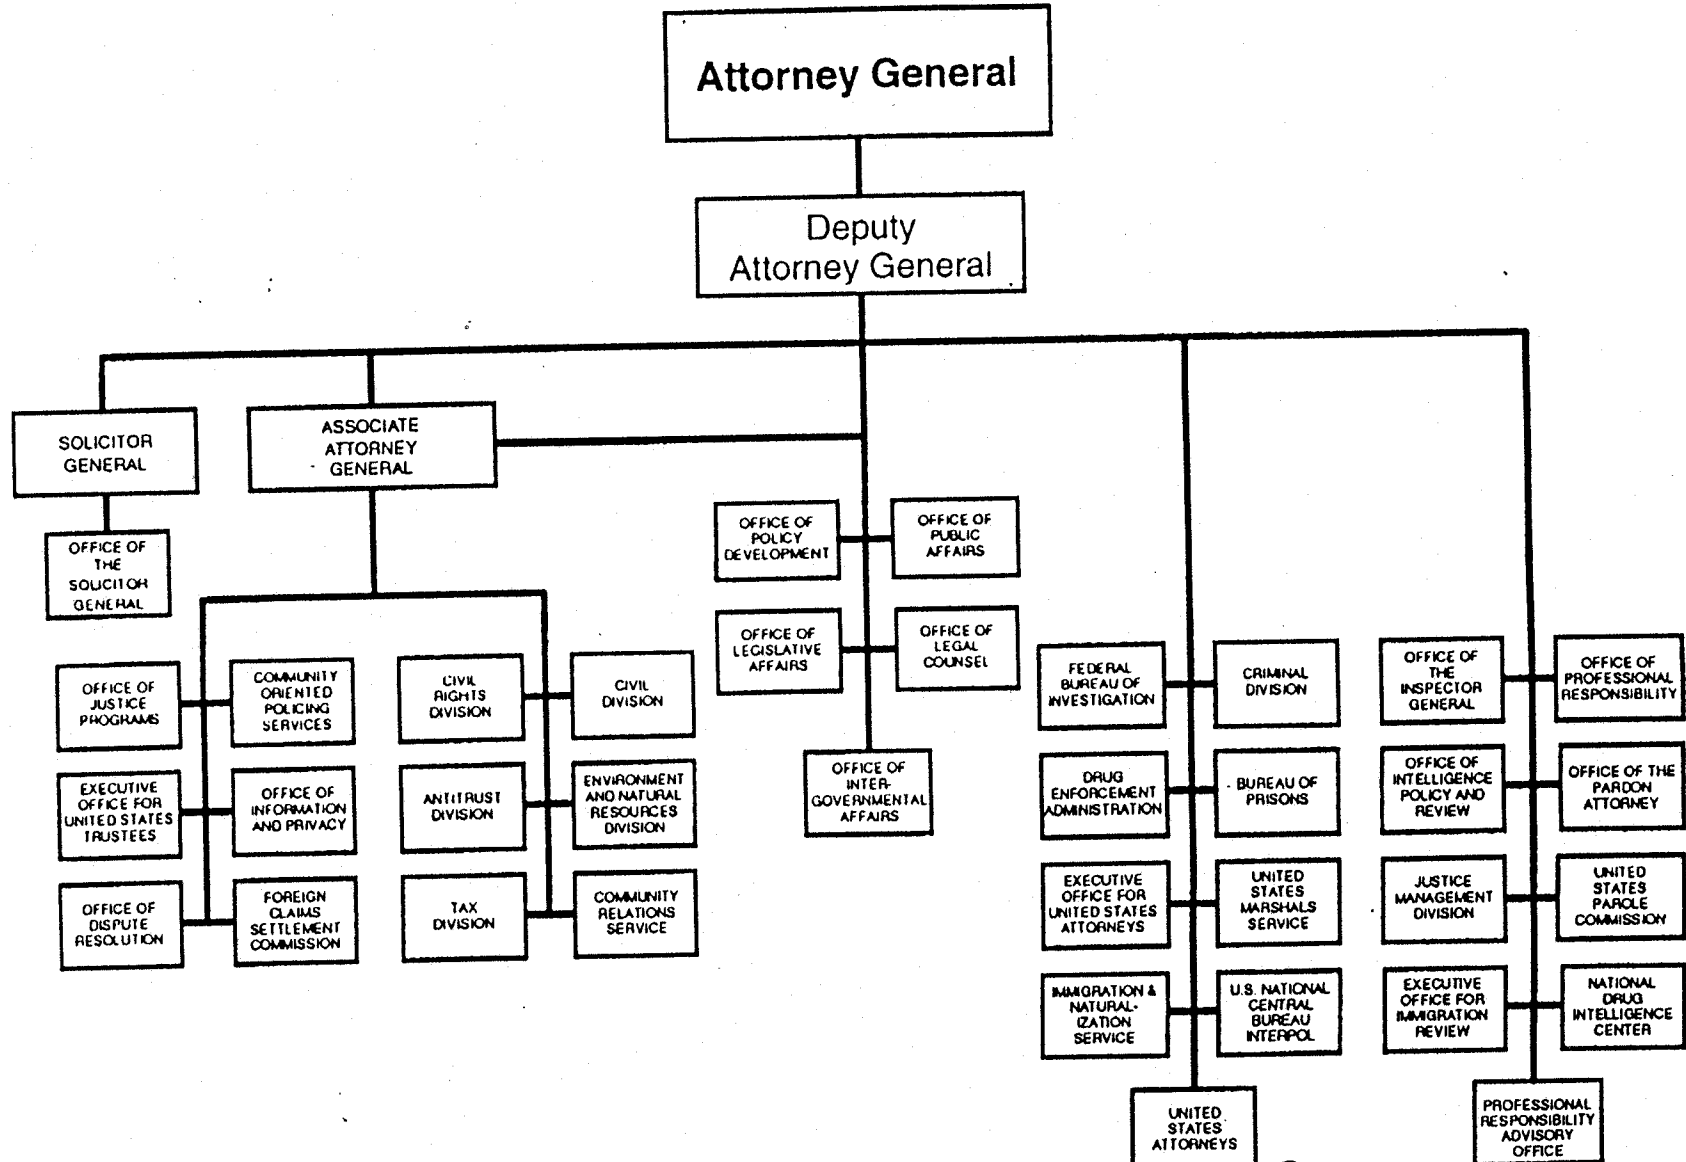 Attorney General
Deputy
Attorney General
SOLICITOR
GENERAL
ASSOCIATE
ATTORNEY
GENERAL
OFFICE OF
THE
SOLICITOR
GENERAL
OFFICE OF
POLICY
DEVELOPMENT
OFFICE OF
PUBLIC
AFFAIRS
OFFICE OF
LEGISLATIVE
AFFAIRS
OFFICE OF
LEGAL
COUNSEL
OFFICE OF
INTER-
GOVERNMENTAL
AFFAIRS
OFFICE OF
JUSTICE
PROGRAMS
COMMUNITY
ORIENTED
POLICING
SERVICES
EXECUTIVE
OFFICE FOR
UNITED STATES
TRUSTEES
OFFICE OF
INFORMATION
AND PRIVACY
OFFICE OF
DISPUTE
RESOLUTION
FOREIGN
CLAIMS
SETTLEMENT
COMMISSION
CIVIL
RIGHTS
DIVISION
CIVIL
DIVISION
ANTITRUST
DIVISION
ENVIRONMENT
AND NATURAL
RESOURCES
DIVISION
TAX
DIVISION
COMMUNITY
RELATIONS
SERVICE
FEDERAL
BUREAU OF
INVESTIGATION
CRIMINAL
DIVISION
DRUG
ENFORCEMENT
ADMINISTRATION
BUREAU OF
PRISONS
EXECUTIVE
OFFICE FOR
UNITED STATES
ATTORNEYS
UNITED
STATES
MARSHALS
SERVICE
IMMIGRATION &
NATURAL-
IZATION
SERVICE
U.S. NATIONAL
CENTRAL
BUREAU
INTERPOL
UNITED
STATES
ATTORNEYS
OFFICE OF
THE
INSPECTOR
GENERAL
OFFICE OF
PROFESSIONAL
RESPONSIBILITY
OFFICE OF
INTELLIGENCE
POLICY AND
REVIEW
OFFICE OF THE
PARDON
ATTORNEY
JUSTICE
MANAGEMENT
DIVISION
UNITED
STATES
PAROLE
COMMISSION
EXECUTIVE
OFFICE FOR
IMMIGRATION
REVIEW
NATIONAL
DRUG
INTELLIGENCE
CENTER
PROFESSIONAL
RESPONSIBILITY
ADVISORY
OFFICE